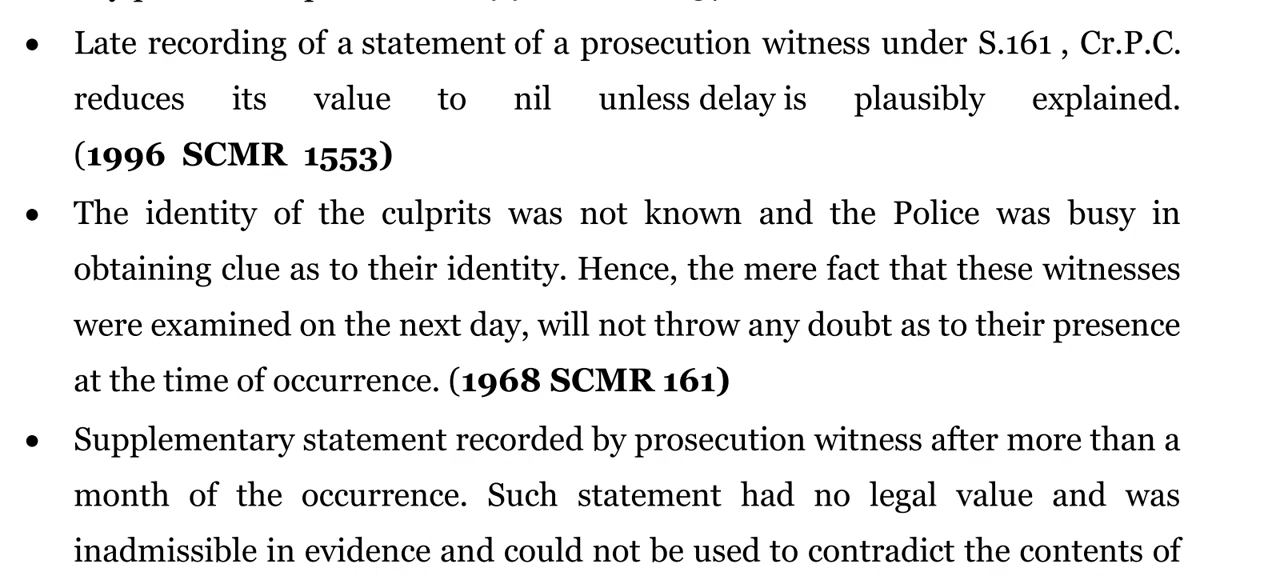 • Late recording of a statement of a prosecution witness under S.161 , Cr.P.C.
reduces its value to nil unless delay is plausibly explained.
(1996 SCMR 1553)
• The identity of the culprits was not known and the Police was busy in
obtaining clue as to their identity. Hence, the mere fact that these witnesses
were examined on the next day, will not throw any doubt as to their presence
at the time of occurrence. (1968 SCMR 161)
• Supplementary statement recorded by prosecution witness after more than a
month of the occurrence. Such statement had no legal value and was
inadmissible in evidence and could not be used to contradict the contents of